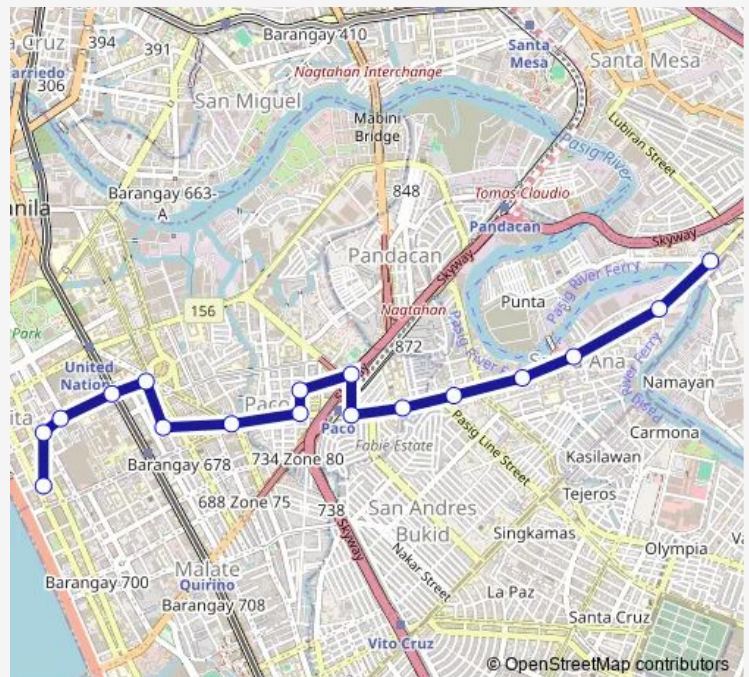 Barangay 410
a Cruz
394
391
Santa
Mesa
Santa Mesa
arriedo
306
Nagtahan Interchange
San Miguel
Mabini
Bridge
Lubiran Street
Pasig River
Barangay 663-
A
848
Tomas Claudio
nila
Pandacan
Skyway
Pandacan
Skyway
Pasig River Ferry
156
Punta
Nagtahan
Park
872
United
Nation
Ana
Namayan
ita
Paco
Paco
Carmona
Pasig Line Street
Fabie Estate
Barangay 678
734 Zone 80
Kasilawan
688 Zone 75
Tejeros
738
San Andres
Bukid
Skyway
Singkamas
Olympia
Nakar Street
Malate
Quirino
Barangay 700
Barangay 708
La Paz
Santa Cruz
Vito Cruz
© OpenStreetMap contributors